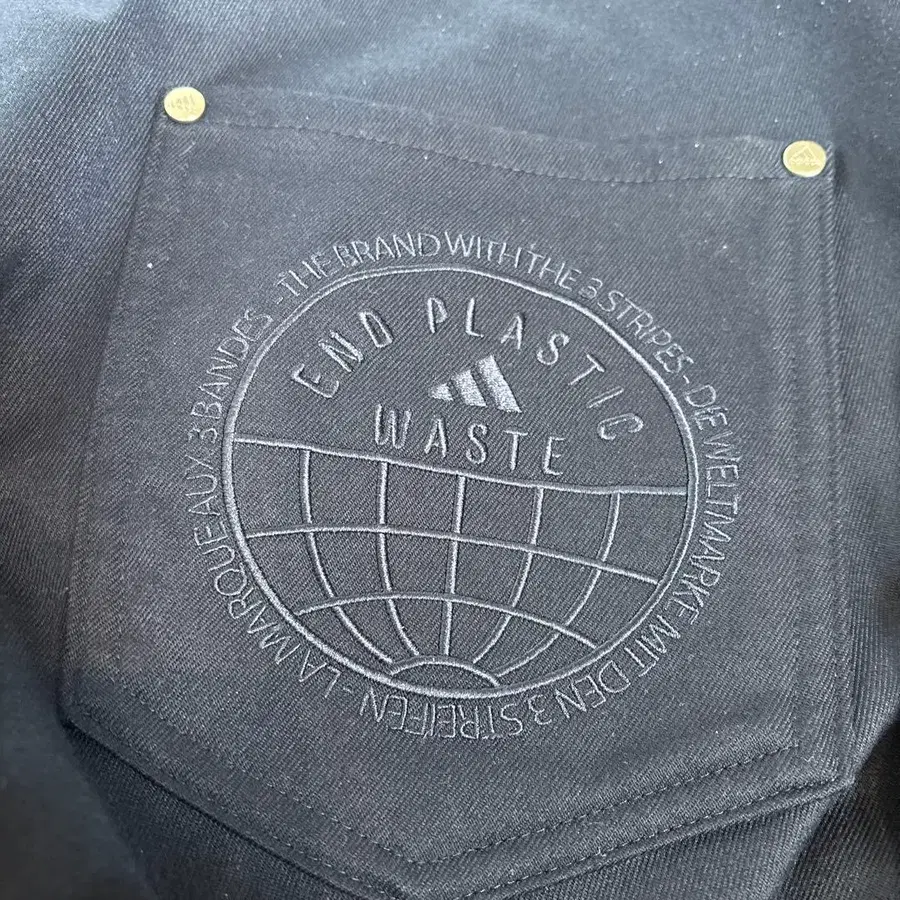 THE BRAND WITH THE 3 STRIPES - DIE WELTMARKE MIT DEN 3 STREIFEN - LA MARQUE AUX 3 BANDES -
END PLASTIC
WASTE